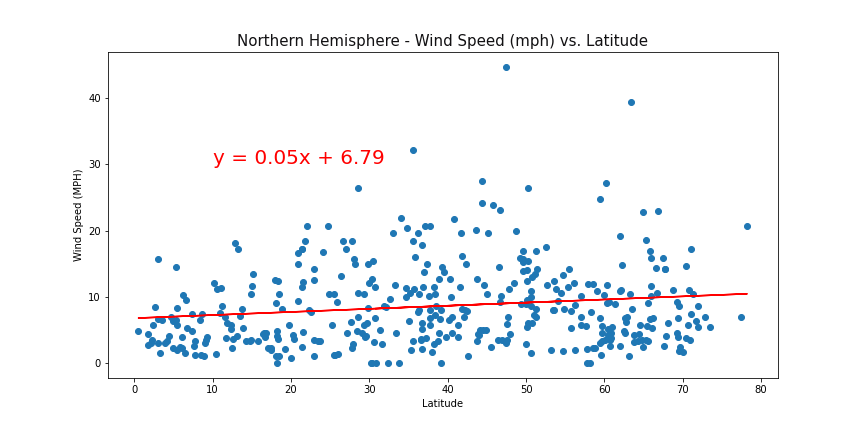 Northern Hemisphere - Wind Speed (mph) vs. Latitude
40
30
20
10
0
Wind Speed (MPH)
y = 0.05x + 6.79
0 10 20 30 40 50 60 70 80
Latitude